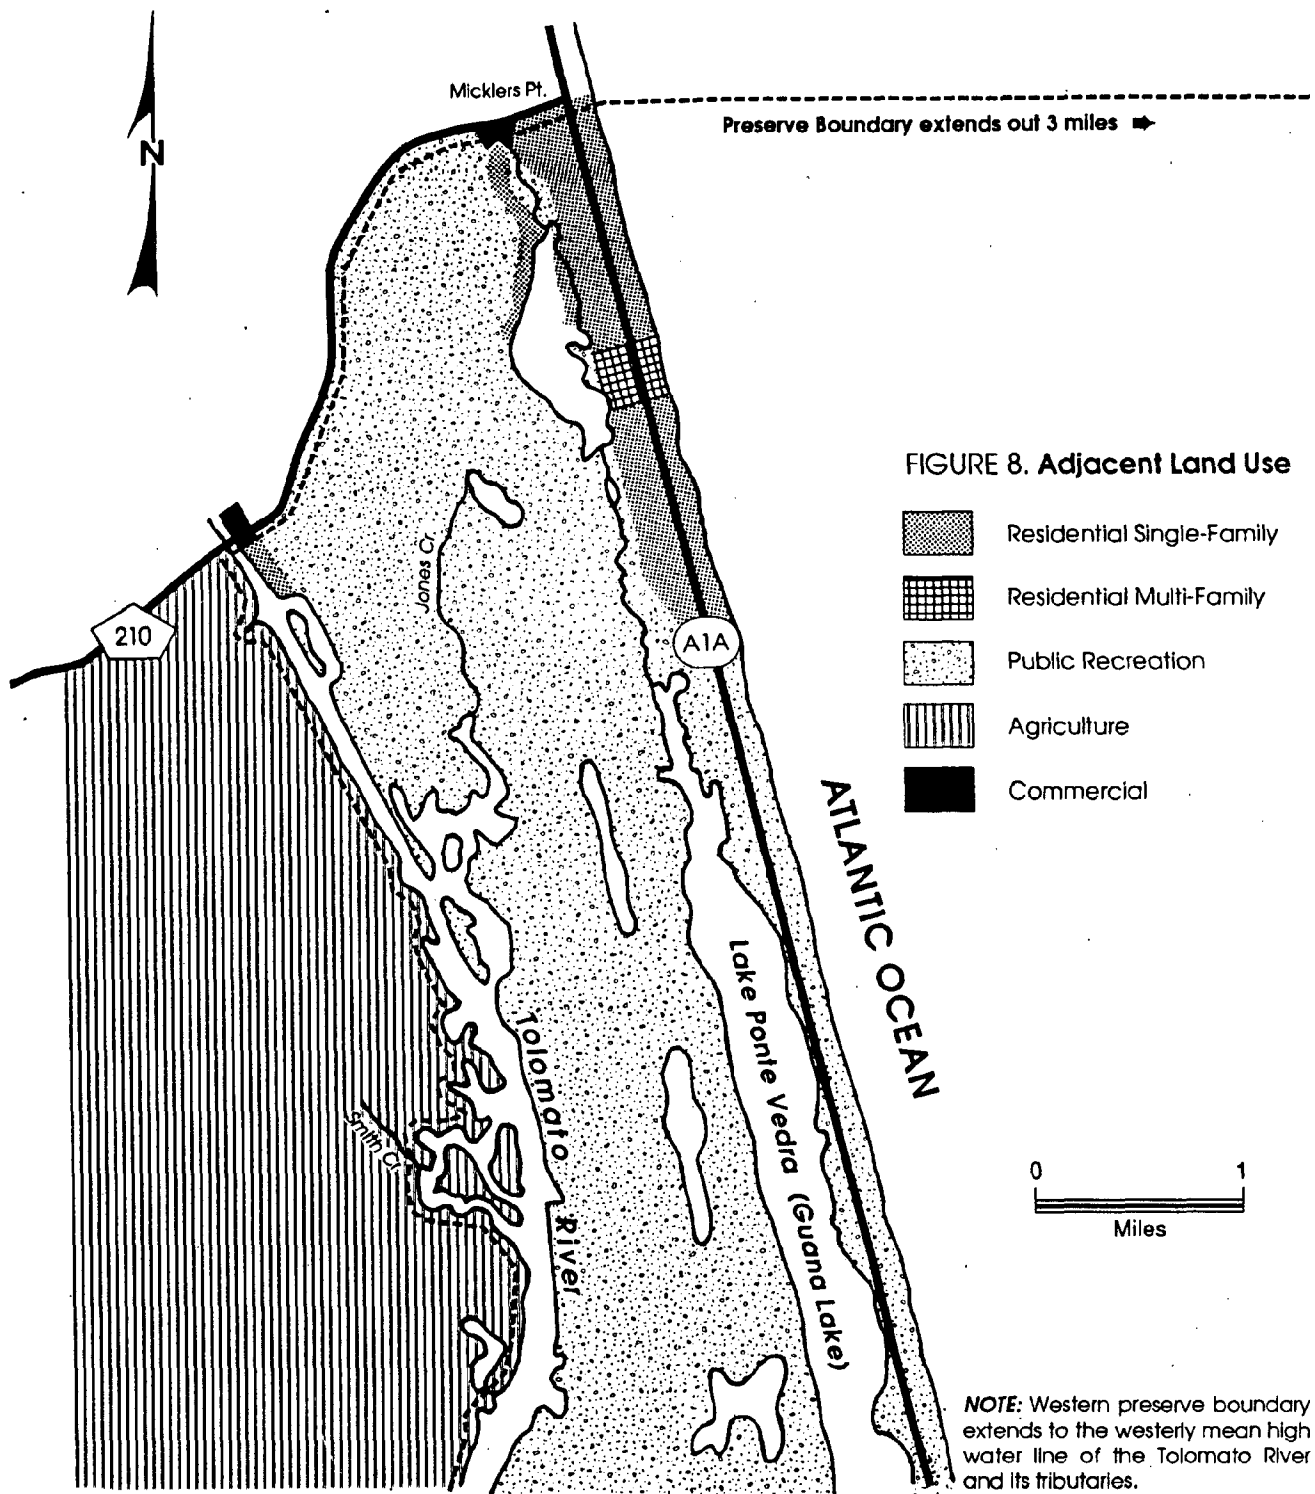 Micklers Pt.
Preserve Boundary extends out 3 miles
N
FIGURE 8. Adjacent Land Use
Residential Single-Family
Residential Multi-Family
Public Recreation
Agriculture
Commercial
Jones Cr.
210
A1A
ATLANTIC OCEAN
Lake Ponte Vedra (Guana Lake)
Tolomato River
Smith Cr.
0 1
Miles
NOTE: Western preserve boundary
extends to the westerly mean high
water line of the Tolomato River
and its tributaries.